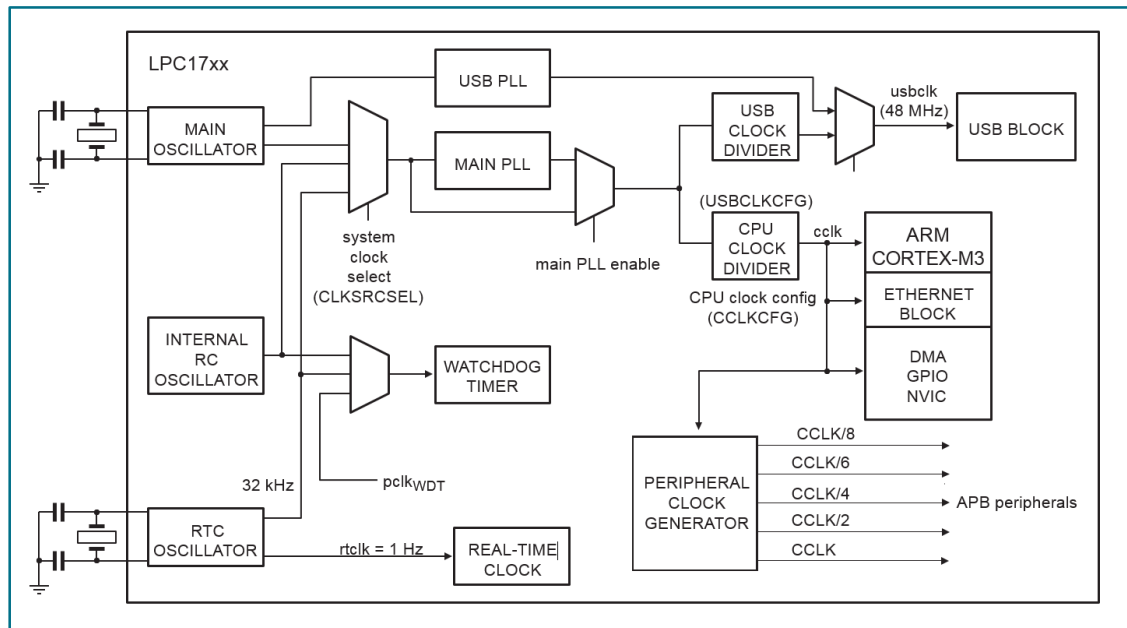 LPC17xx
USB PLL
MAIN
OSCILLATOR
MAIN PLL
USB
CLOCK
DIVIDER
usbclk
(48 MHz)
USB BLOCK
system
clock
select
(CLKSRCSEL)
main PLL enable
(USBCLKCFG)
CPU
CLOCK
DIVIDER
cclk
CPU clock config
(CCLKCFG)
ARM
CORTEX-M3
ETHERNET
BLOCK
DMA
GPIO
NVIC
INTERNAL
RC
OSCILLATOR
WATCHDOG
TIMER
pclkWDT
32 kHz
RTC
OSCILLATOR
rtclk = 1 Hz
REAL-TIME
CLOCK
PERIPHERAL
CLOCK
GENERATOR
CCLK/8
CCLK/6
CCLK/4
CCLK/2
CCLK
APB peripherals